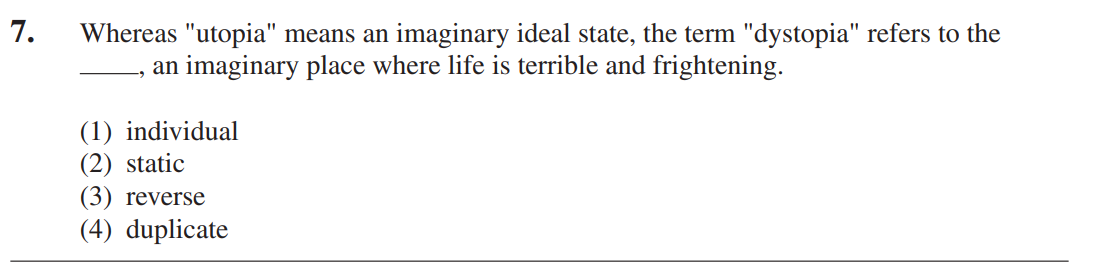 7. Whereas "utopia" means an imaginary ideal state, the term "dystopia" refers to the
____, an imaginary place where life is terrible and frightening.
(1) individual
(2) static
(3) reverse
(4) duplicate